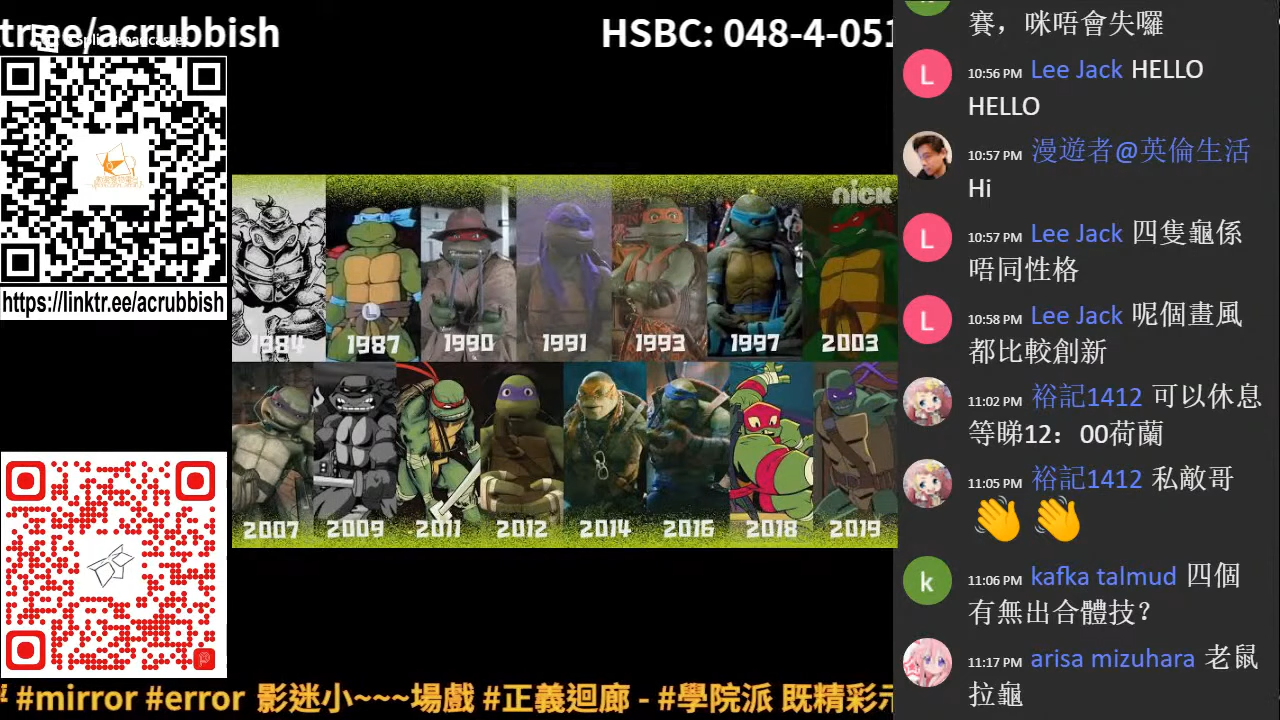 tree/acrubbish
HSBC: 048-4-051
https://linktr.ee/acrubbish
nick
1984 1987 1990 1991 1993 1997 2003
2007 2009 2011 2012 2014 2016 2018 2019
#mirror #error 影迷小~~~場戲 #正義迴廊 - #學院派 既精彩示
賽，咪唔會失囉
L
10:56 PM Lee Jack HELLO
HELLO
10:57 PM 漫遊者@英倫生活
Hi
L
10:57 PM Lee Jack 四隻龜係
唔同性格
L
10:58 PM Lee Jack 呢個畫風
都比較創新
11:02 PM 裕記1412 可以休息
等睇12：00荷蘭
11:05 PM 裕記1412 私敵哥
👋 👋
k
11:06 PM kafka talmud 四個
有無出合體技？
11:17 PM arisa mizuhara 老鼠
拉龜